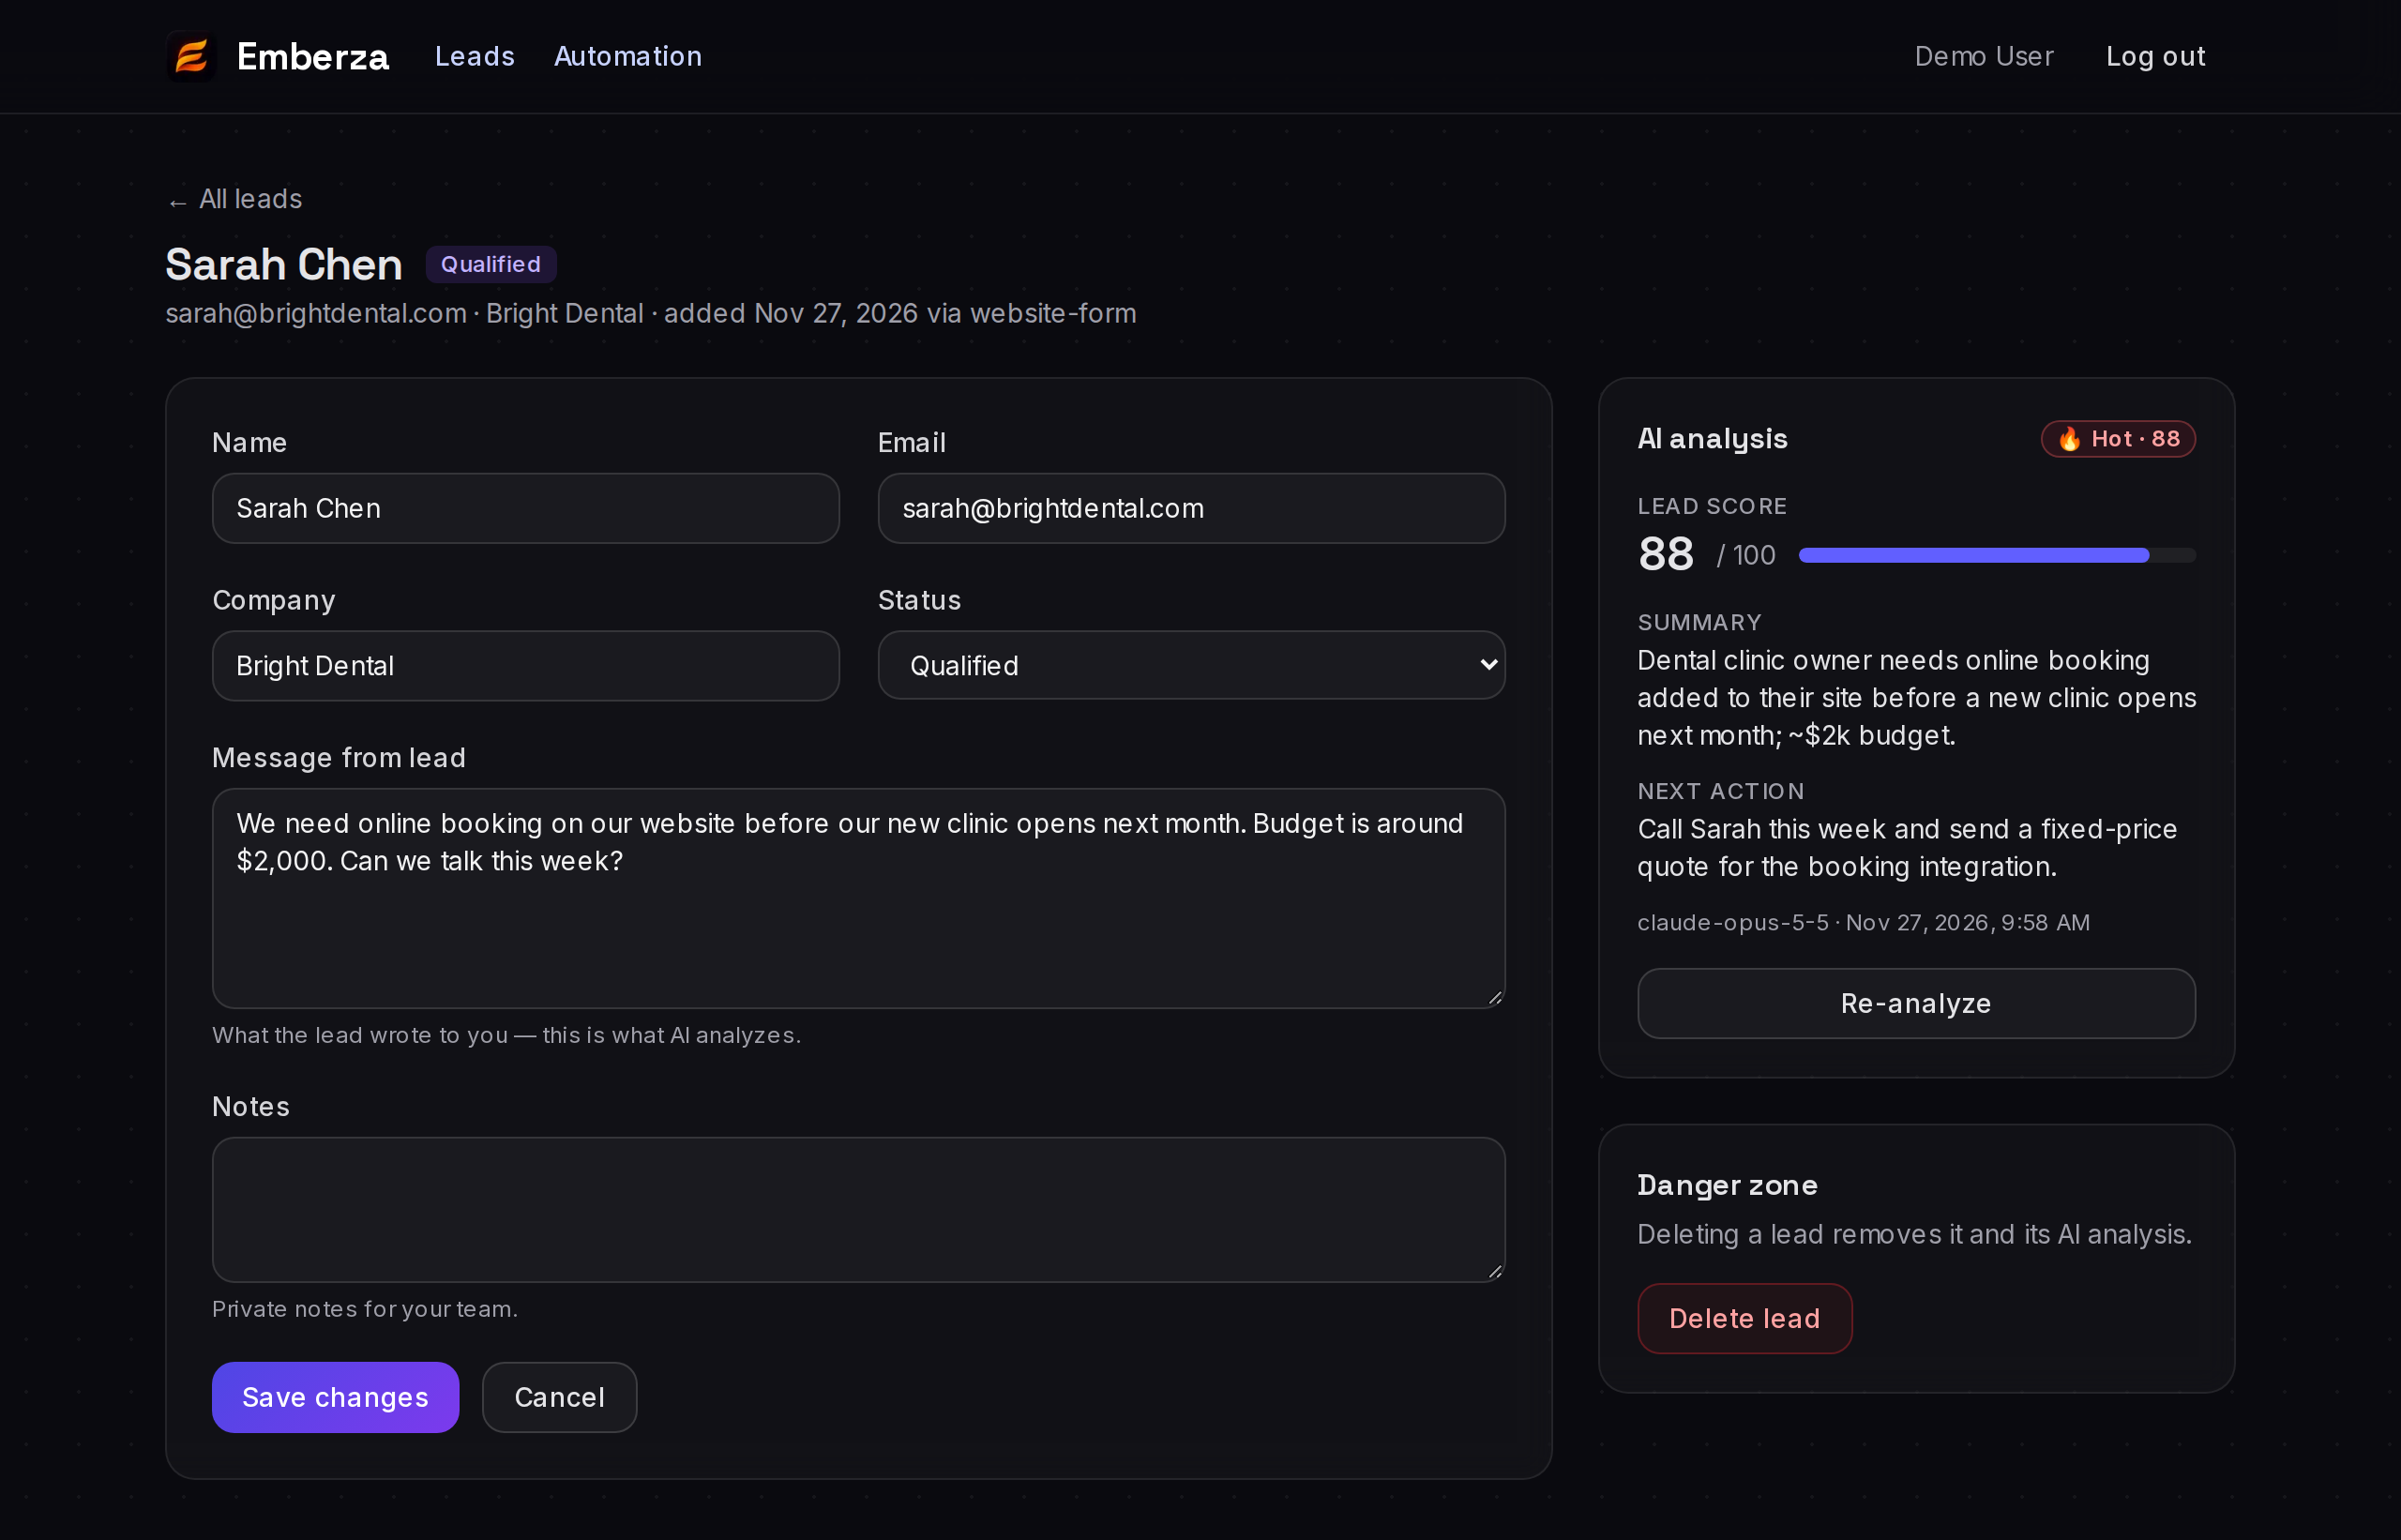 Emberza
Leads
Automation
Demo User
Log out
← All leads
Sarah Chen
Qualified
sarah@brightdental.com · Bright Dental · added Nov 27, 2026 via website-form
Name
Sarah Chen
Email
sarah@brightdental.com
Company
Bright Dental
Status
Qualified
Message from lead
We need online booking on our website before our new clinic opens next month. Budget is around
$2,000. Can we talk this week?
What the lead wrote to you — this is what AI analyzes.
Notes
Private notes for your team.
Save changes
Cancel
AI analysis
🔥 Hot · 88
LEAD SCORE
88 / 100
SUMMARY
Dental clinic owner needs online booking
added to their site before a new clinic opens
next month; ~$2k budget.
NEXT ACTION
Call Sarah this week and send a fixed-price
quote for the booking integration.
claude-opus-5-5 · Nov 27, 2026, 9:58 AM
Re-analyze
Danger zone
Deleting a lead removes it and its AI analysis.
Delete lead